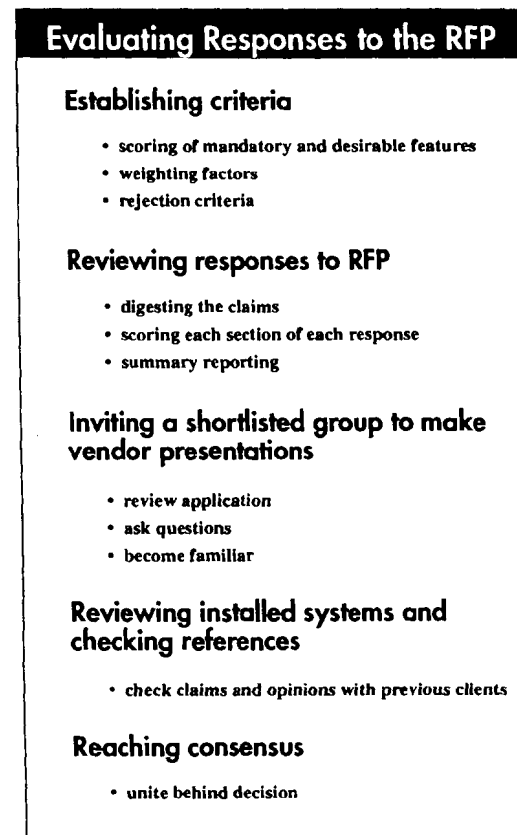 Evaluating Responses to the RFP
Establishing criteria
• scoring of mandatory and desirable features
• weighting factors
• rejection criteria
Reviewing responses to RFP
• digesting the claims
• scoring each section of each response
• summary reporting
Inviting a shortlisted group to make
vendor presentations
• review application
• ask questions
• become familiar
Reviewing installed systems and
checking references
• check claims and opinions with previous clients
Reaching consensus
• unite behind decision